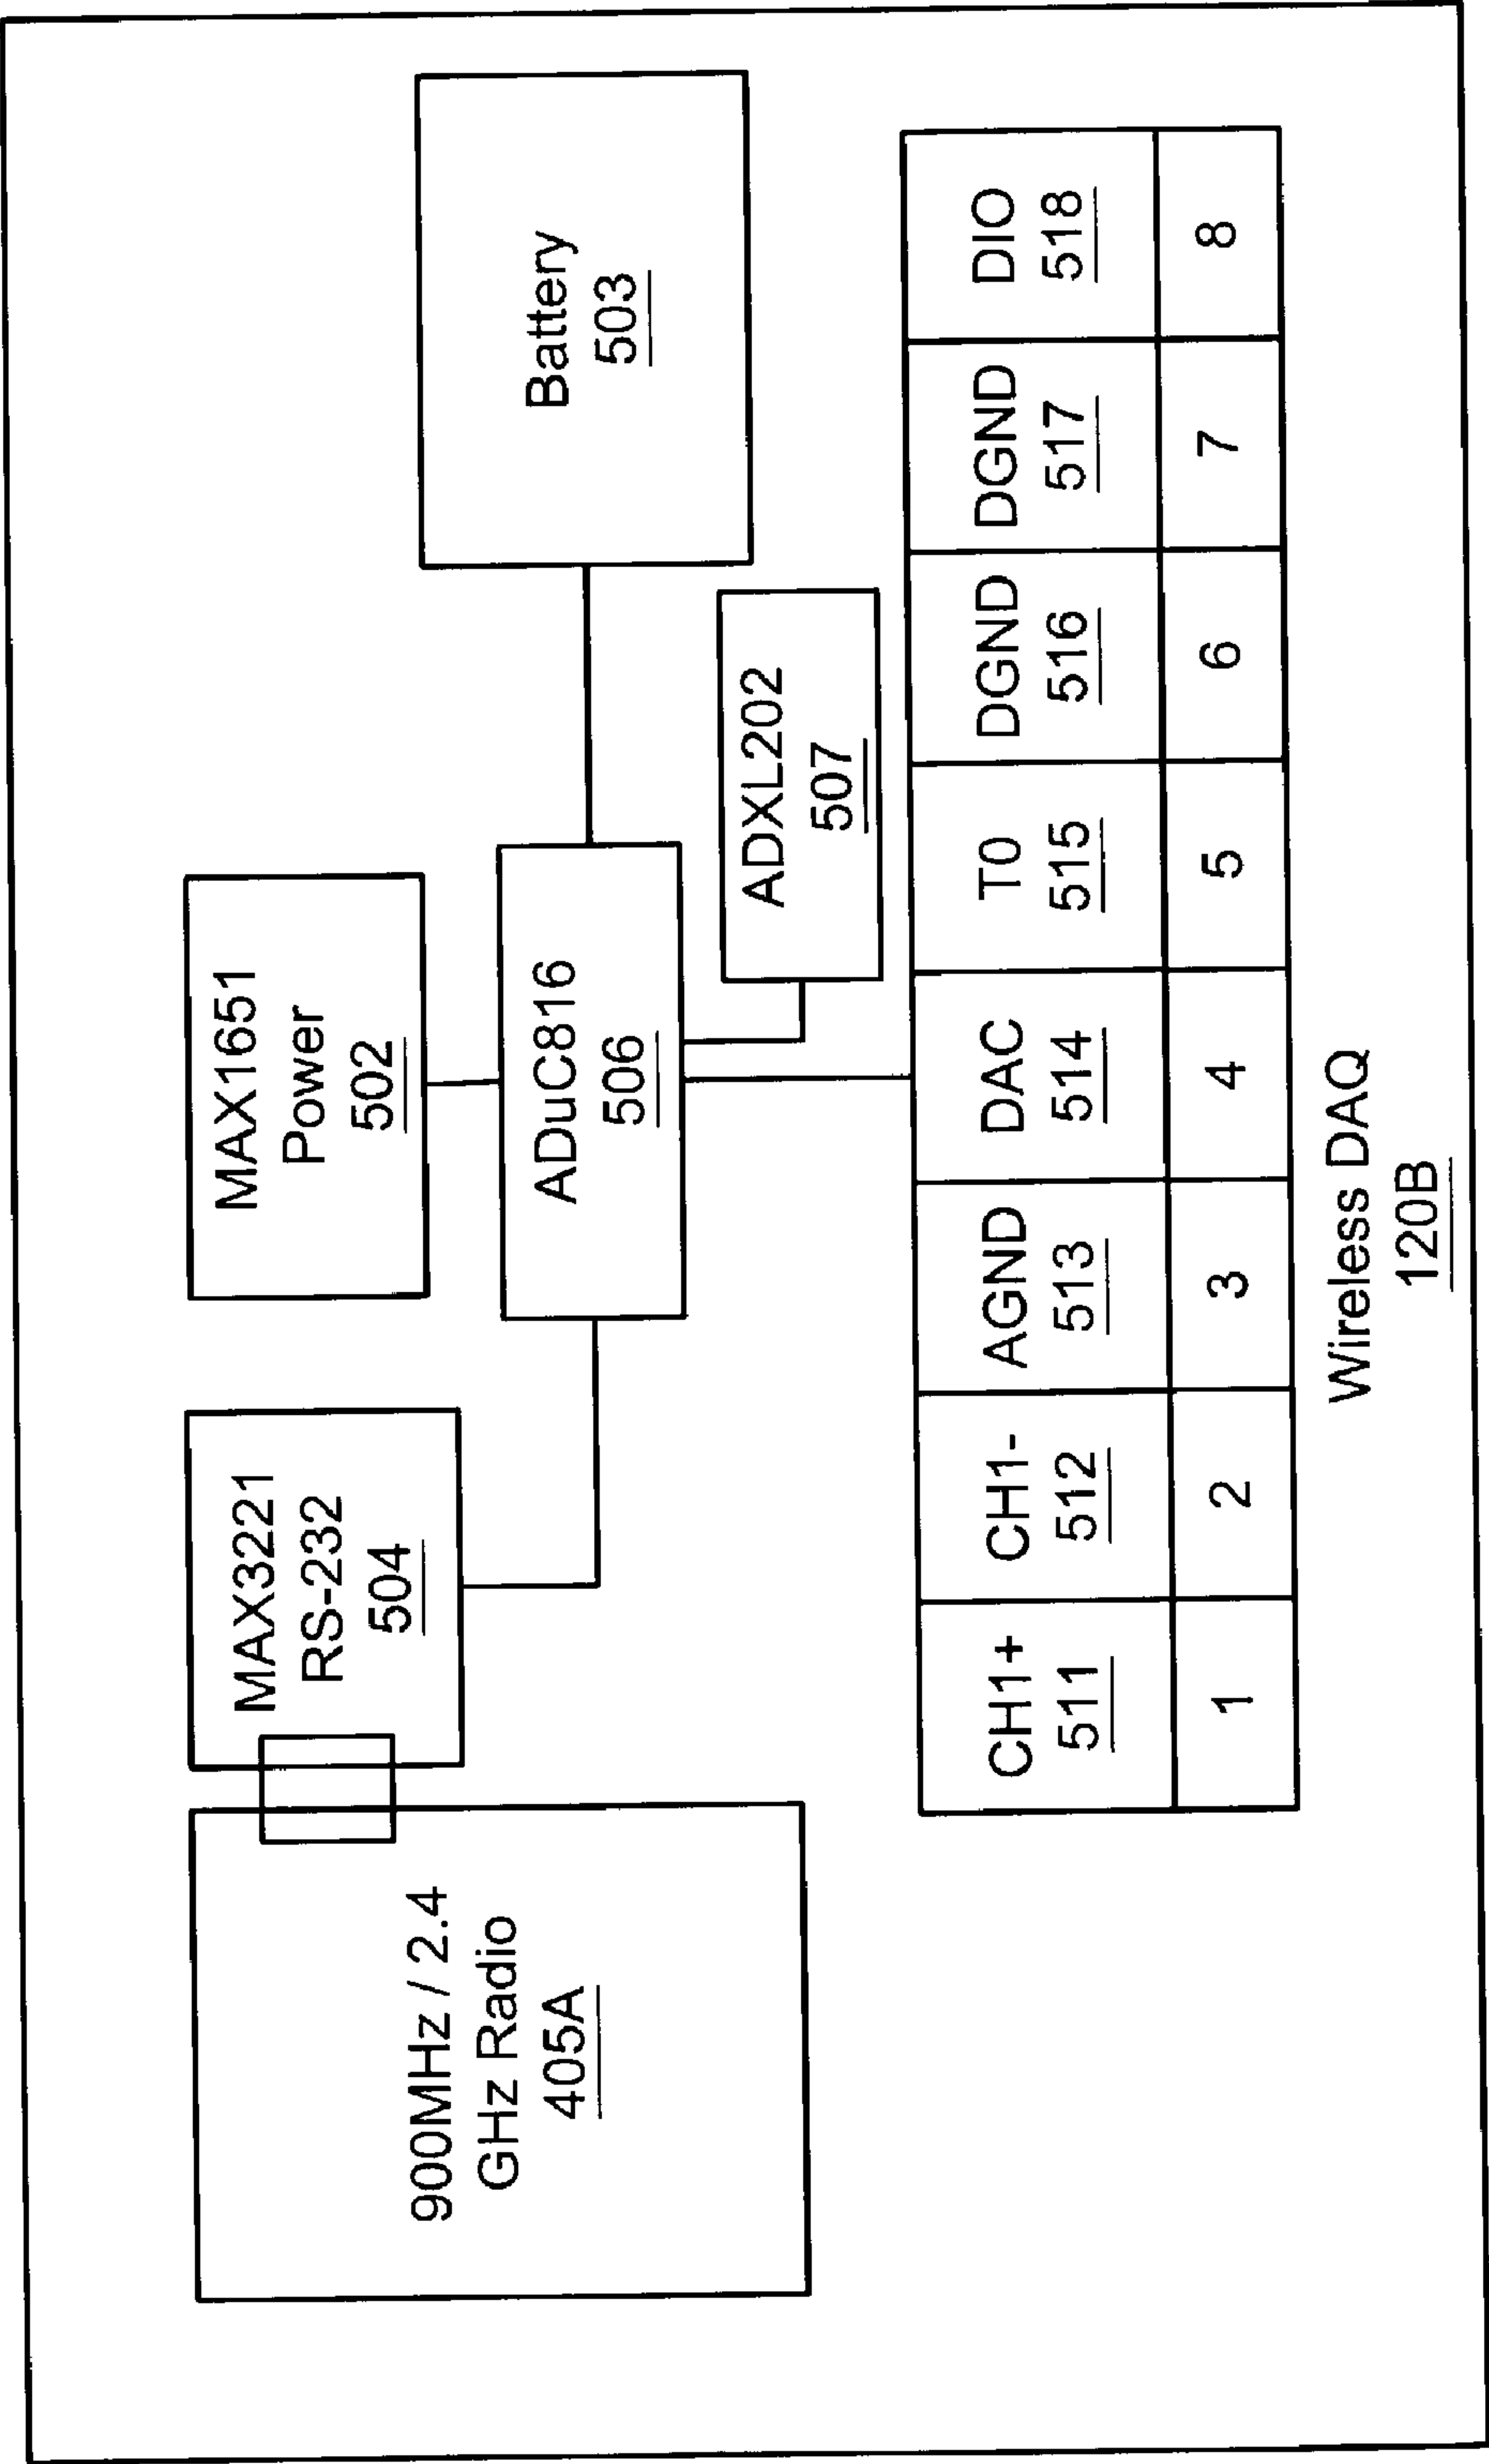 900MHz / 2.4
GHz Radio
405A
MAX3221
RS-232
504
MAX1651
Power
502
Battery
503
ADuC816
506
ADXL202
507
CH1+
511
CH1-
512
AGND
513
DAC
514
T0
515
DGND
516
DGND
517
DIO
518
1
2
3
4
5
6
7
8
Wireless DAQ
120B